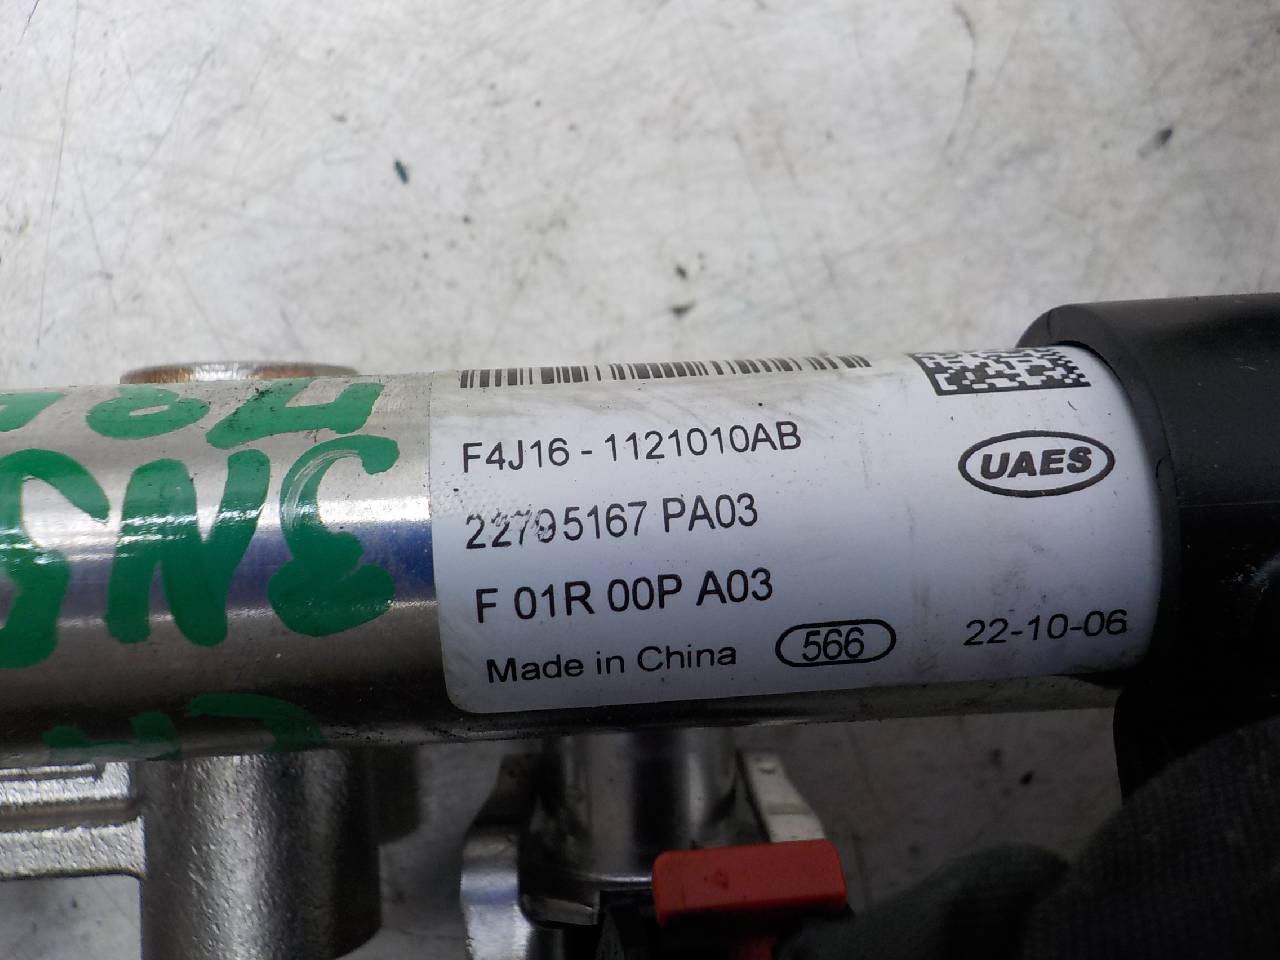 F4J16 - 1121010AB
UAES
22795167 PA03
F 01R 00P A03
Made in China 566 22-10-06